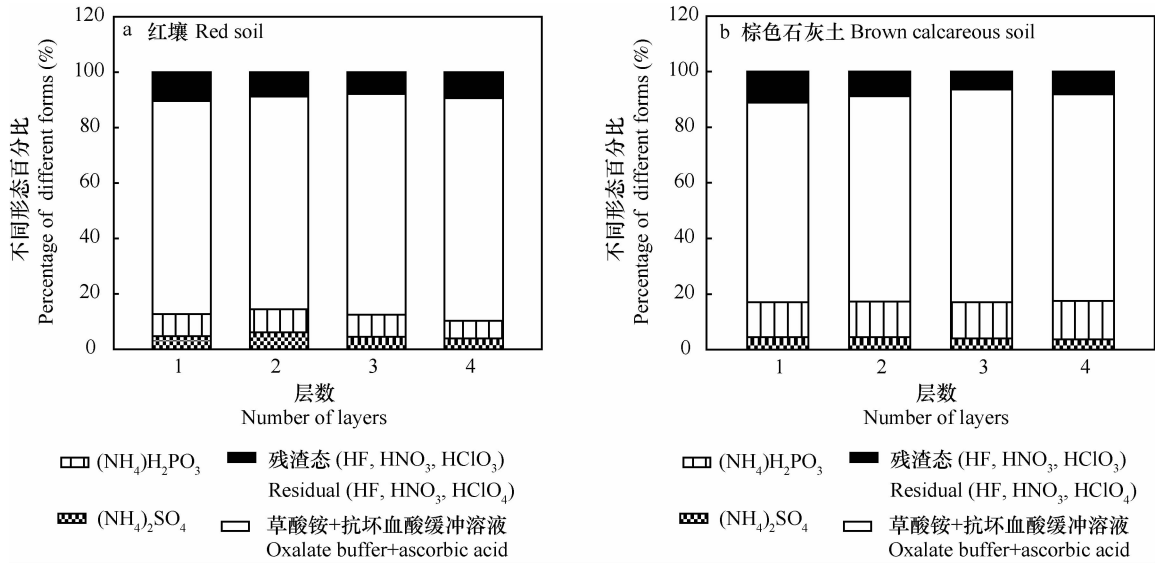 a 红壤 Red soil
120
100
80
60
40
20
0
不同形态百分比
Percentage of different forms (%)
1 2 3 4
层数
Number of layers
(NH₄)H₂PO₃
残渣态 (HF, HNO₃, HClO₃)
Residual (HF, HNO₃, HClO₄)
(NH₄)₂SO₄
草酸铵+抗坏血酸缓冲溶液
Oxalate buffer+ascorbic acid
b 棕色石灰土 Brown calcareous soil
120
100
80
60
40
20
0
不同形态百分比
Percentage of different forms (%)
1 2 3 4
层数
Number of layers
(NH₄)H₂PO₃
残渣态 (HF, HNO₃, HClO₃)
Residual (HF, HNO₃, HClO₄)
(NH₄)₂SO₄
草酸铵+抗坏血酸缓冲溶液
Oxalate buffer+ascorbic acid